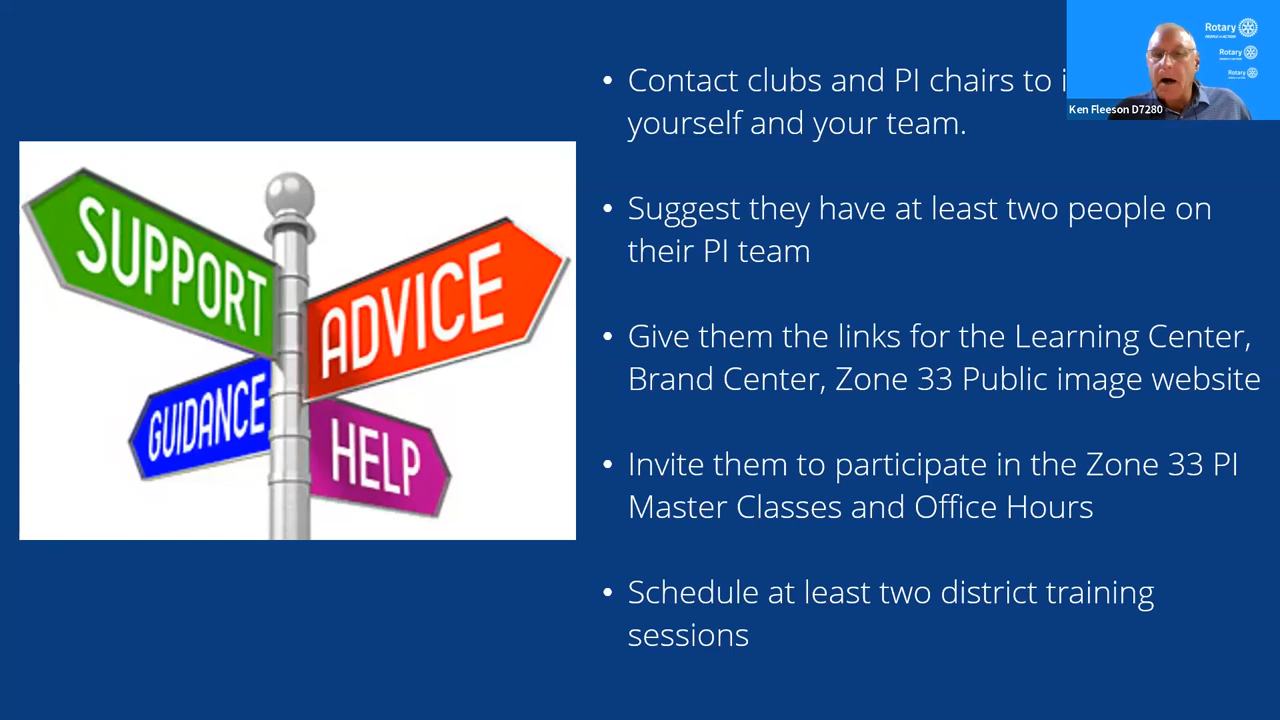 Rotary
Rotary
Rotary
Ken Fleeson D7280
• Contact clubs and PI chairs to
yourself and your team.
• Suggest they have at least two people on
their PI team
• Give them the links for the Learning Center,
Brand Center, Zone 33 Public image website
• Invite them to participate in the Zone 33 PI
Master Classes and Office Hours
• Schedule at least two district training
sessions
SUPPORT
ADVICE
GUIDANCE
HELP